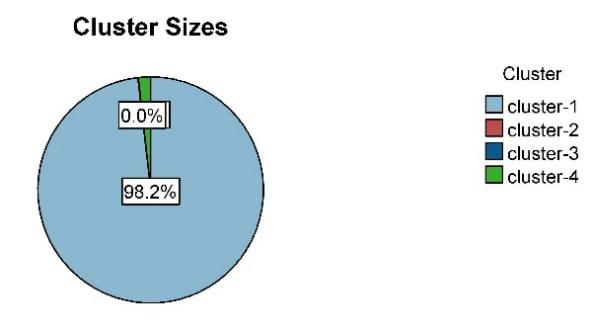 Cluster Sizes
Cluster
cluster-1
cluster-2
cluster-3
cluster-4
0.0%
98.2%